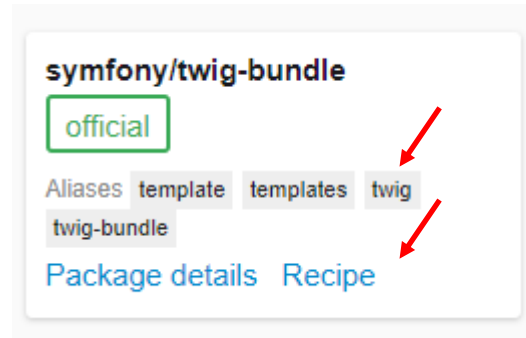 symfony/twig-bundle
official
Aliases template templates twig
twig-bundle
Package details Recipe